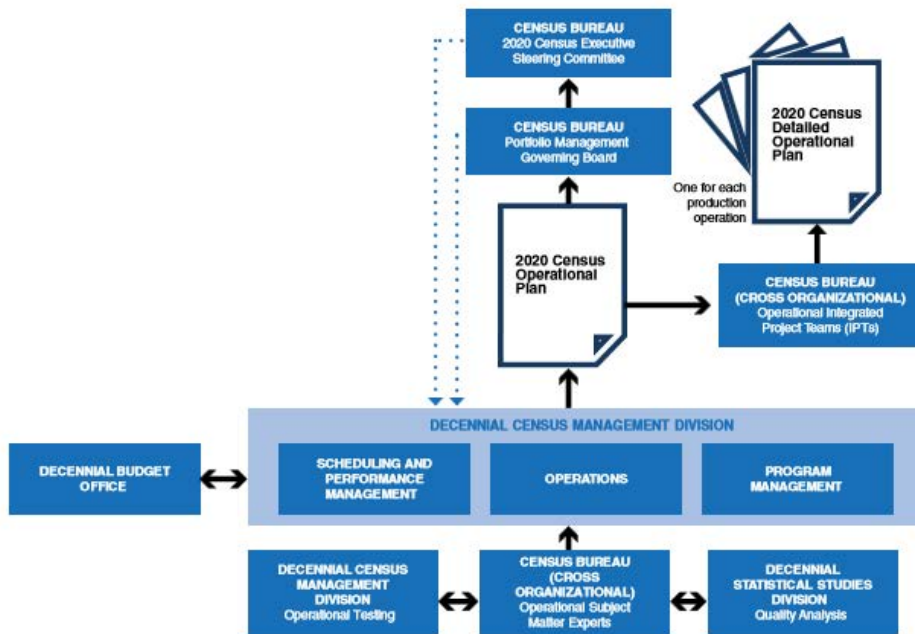 CENSUS BUREAU
2020 Census Executive
Steering Committee
CENSUS BUREAU
Portfolio Management
Governing Board
2020 Census
Detailed
Operational
Plan
One for each
production
operation
2020 Census
Operational
Plan
CENSUS BUREAU
(CROSS ORGANIZATIONAL)
Operational Integrated
Project Teams (IPTs)
DECENNIAL CENSUS MANAGEMENT DIVISION
DECENNIAL BUDGET
OFFICE
SCHEDULING AND
PERFORMANCE
MANAGEMENT
OPERATIONS
PROGRAM
MANAGEMENT
DECENNIAL CENSUS
MANAGEMENT
DIVISION
Operational Testing
CENSUS BUREAU
(CROSS
ORGANIZATIONAL)
Operational Subject
Matter Experts
DECENNIAL
STATISTICAL STUDIES
DIVISION
Quality Analysis